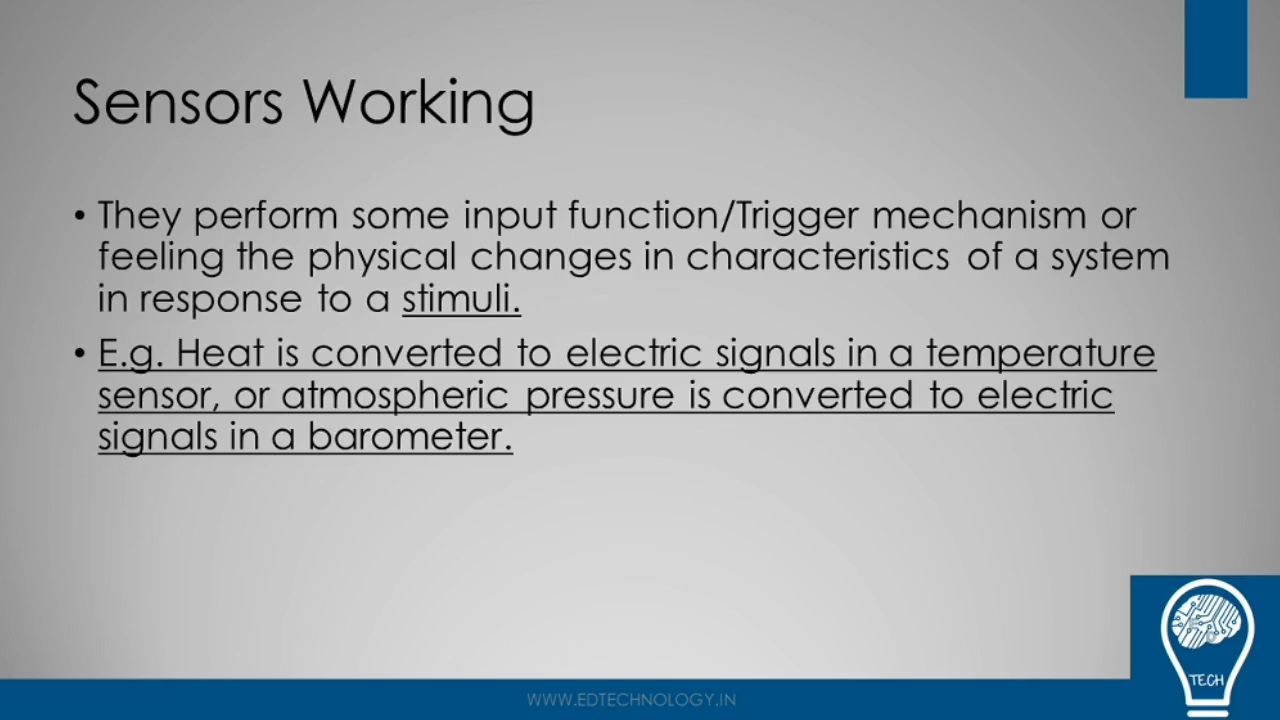 Sensors Working
• They perform some input function/Trigger mechanism or
feeling the physical changes in characteristics of a system
in response to a stimuli.
• E.g. Heat is converted to electric signals in a temperature
sensor, or atmospheric pressure is converted to electric
signals in a barometer.
TECH
WWW.EDTECHNOLOGY.IN